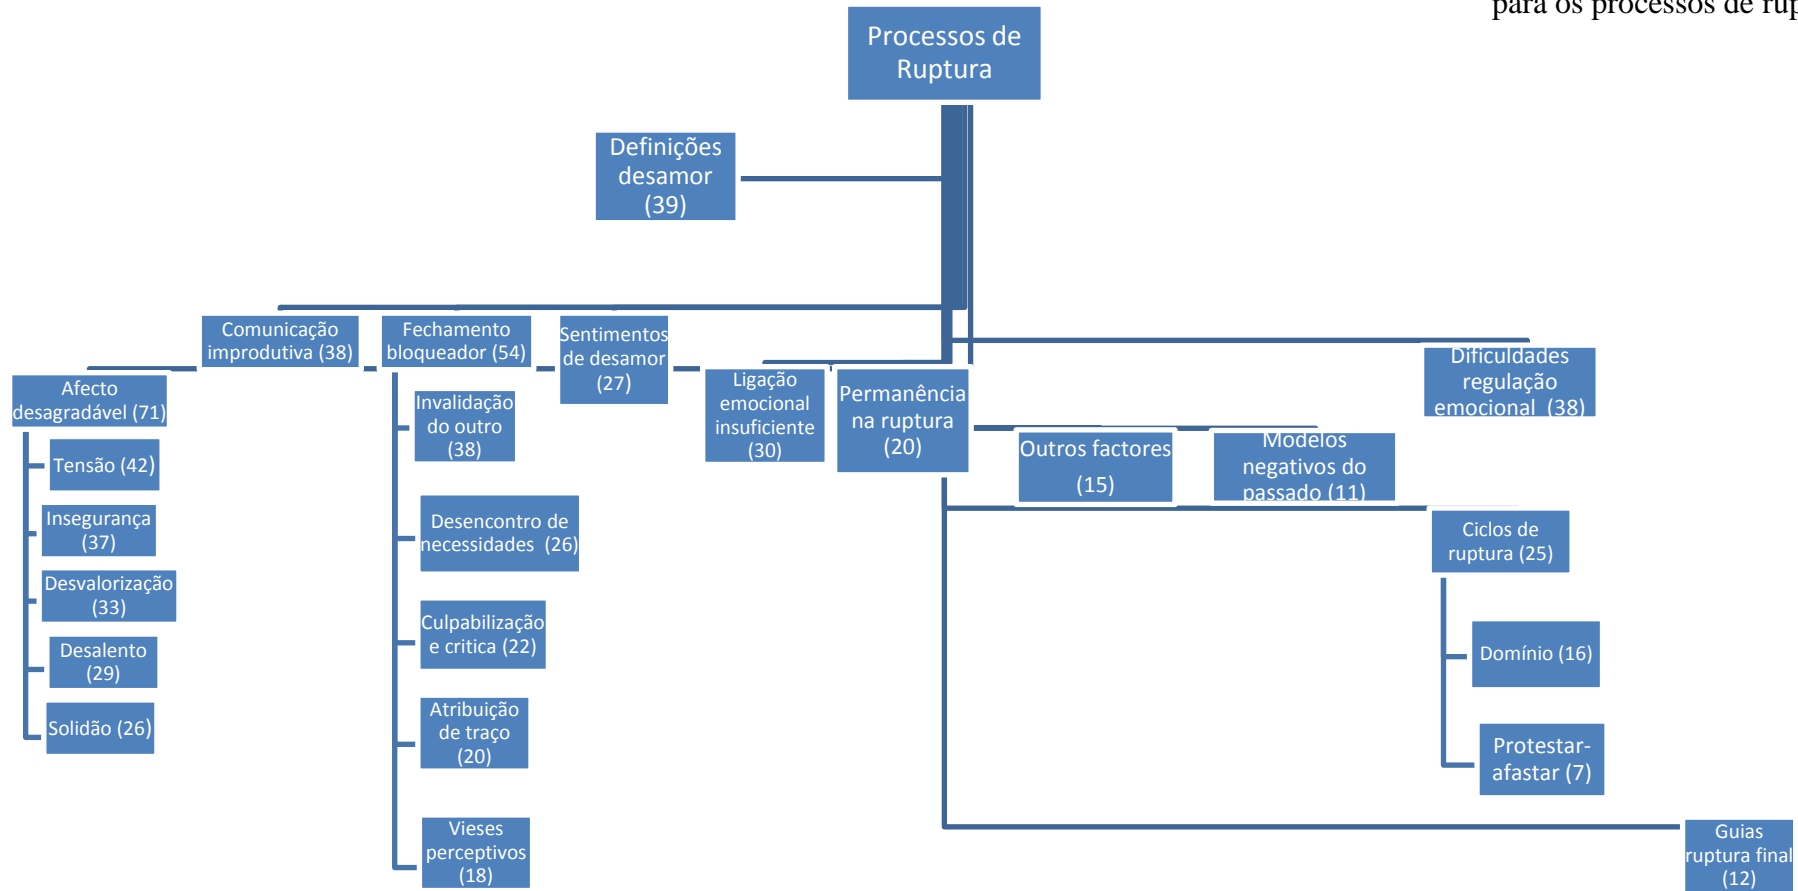 para os processos de rup
Processos de
Ruptura
Definições
desamor
(39)
Comunicação
improdutiva (38)
Fechamento
bloqueador (54)
Sentimentos
de desamor
(27)
Dificuldades
regulação
emocional (38)
Afecto
desagradável (71)
Ligação
emocional
insuficiente
(30)
Permanência
na ruptura
(20)
Outros factores
(15)
Modelos
negativos do
passado (11)
Tensão (42)
Insegurança
(37)
Desvalorização
(33)
Desalento
(29)
Solidão (26)
Invalidação
do outro
(38)
Desencontro de
necessidades (26)
Culpabilização
e critica (22)
Atribuição
de traço
(20)
Vieses
perceptivos
(18)
Ciclos de
ruptura (25)
Domínio (16)
Protestar-
afastar (7)
Guias
ruptura final
(12)